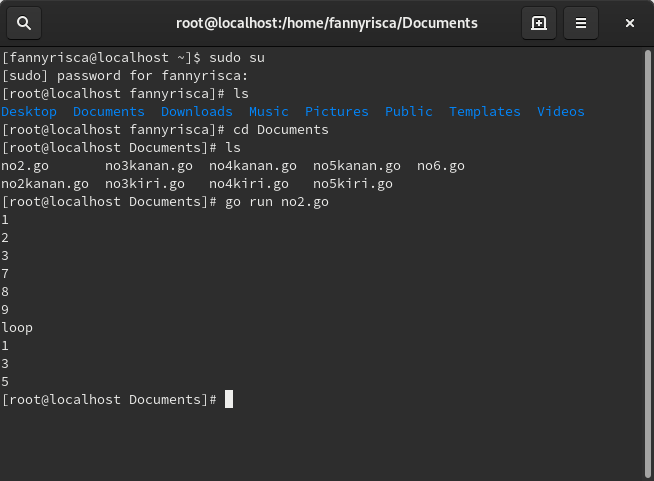 root@localhost:/home/fannyrisca/Documents
[fannyrisca@localhost ~]$ sudo su
[sudo] password for fannyrisca:
[root@localhost fannyrisca]# ls
Desktop  Documents  Downloads  Music  Pictures  Public  Templates  Videos
[root@localhost fannyrisca]# cd Documents
[root@localhost Documents]# ls
no2.go       no3kanan.go  no4kanan.go  no5kanan.go  no6.go
no2kanan.go  no3kiri.go   no4kiri.go   no5kiri.go
[root@localhost Documents]# go run no2.go
1
2
3
7
8
9
loop
1
3
5
[root@localhost Documents]#